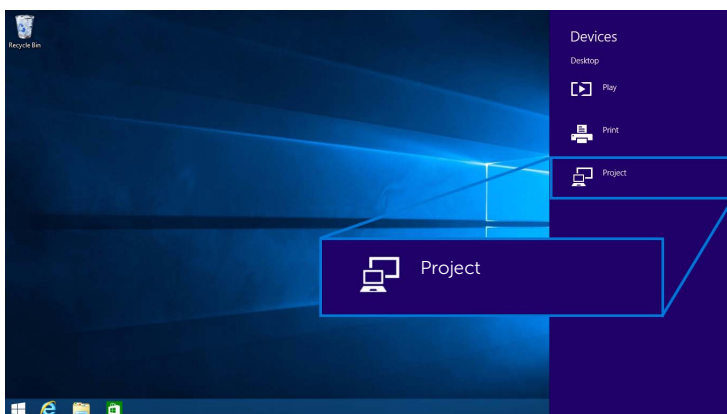 Recycle Bin
Devices
Desktop
Play
Print
Project
Project